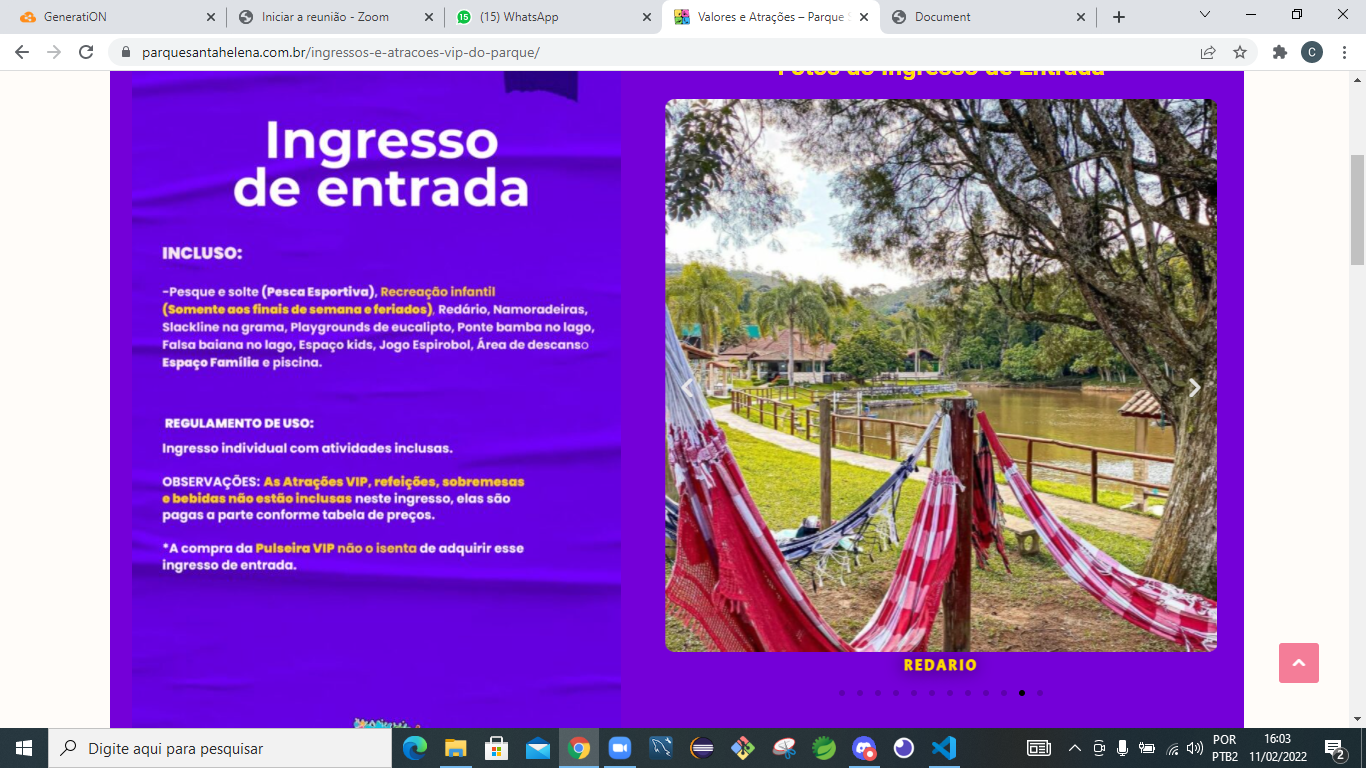 GeneratiON
Iniciar a reunião - Zoom
(15) WhatsApp
Valores e Atrações – Parque
Document
parquesantahelena.com.br/ingressos-e-atracoes-vip-do-parque/
C
Fotos do Ingresso de Entrada
Ingresso
de entrada
INCLUSO:
-Pesque e solte (Pesca Esportiva), Recreação infantil
(Somente aos finais de semana e feriados), Redário, Namoradeiras,
Slackline na grama, Playgrounds de eucalipto, Ponte bamba no lago,
Falsa baiana no lago, Espaço kids, Jogo Espirobol, Área de descanso
Espaço Família e piscina.
REGULAMENTO DE USO:
Ingresso individual com atividades inclusas.
OBSERVAÇÕES: As Atrações VIP, refeições, sobremesas
e bebidas não estão inclusas neste ingresso, elas são
pagas a parte conforme tabela de preços.
*A compra da Pulseira VIP não o isenta de adquirir esse
ingresso de entrada.
REDARIO
Digite aqui para pesquisar
POR
PTB2
16:03
11/02/2022
2